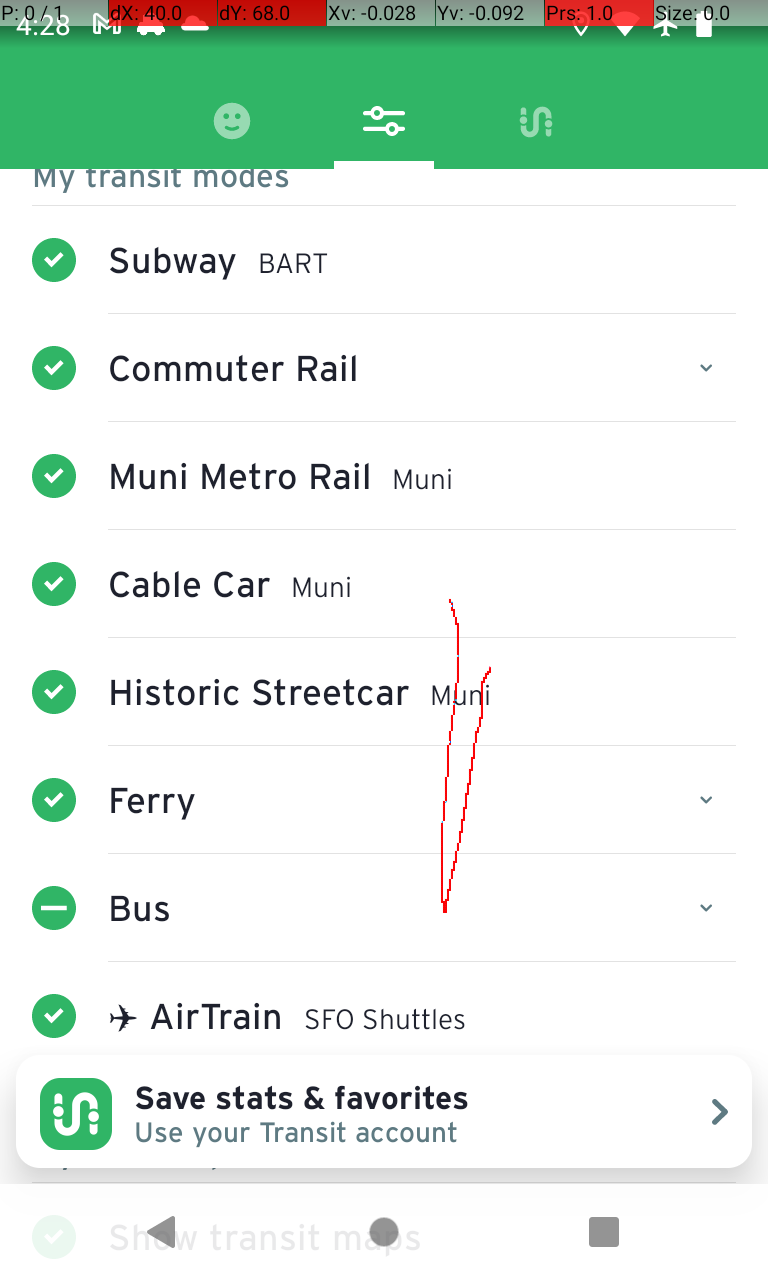 P: 0 / 1 dX: 40.0 dY: 68.0 Xv: -0.028 Yv: -0.092 Prs: 1.0 Size: 0.0
4:28
My transit modes
Subway BART
Commuter Rail
Muni Metro Rail Muni
Cable Car Muni
Historic Streetcar Muni
Ferry
Bus
AirTrain SFO Shuttles
Save stats & favorites
Use your Transit account
Show transit maps